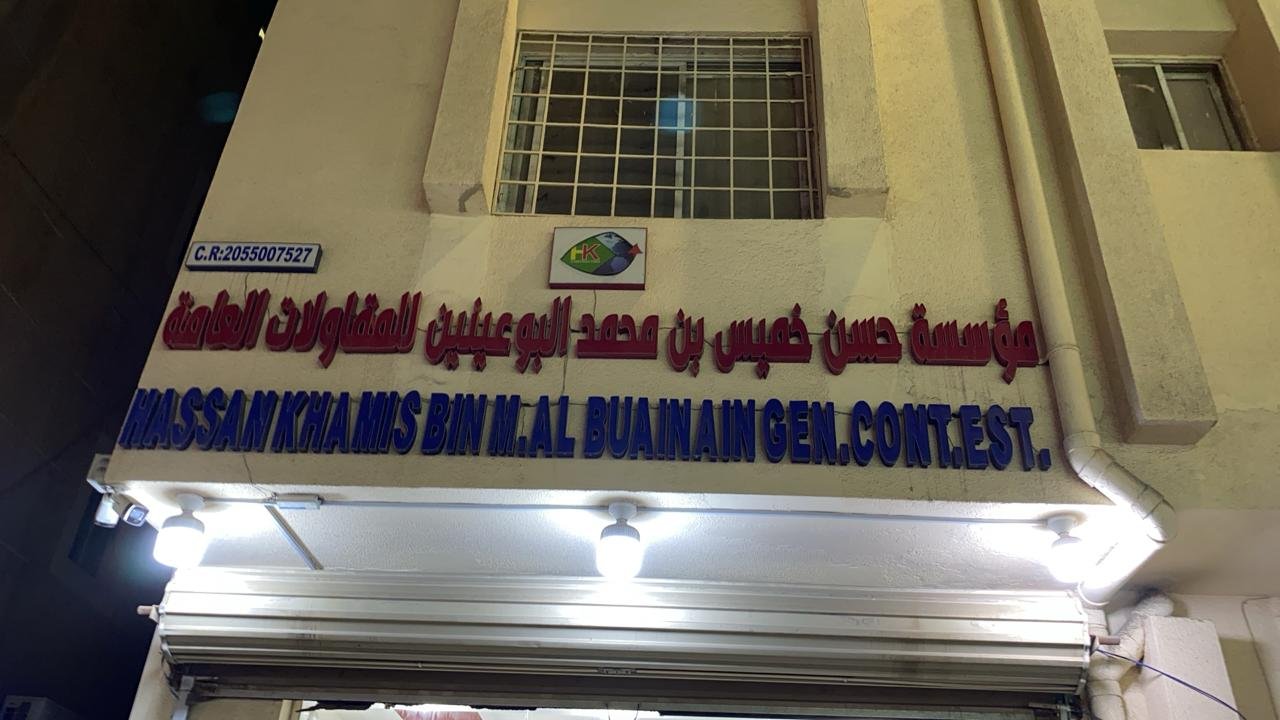 C.R:2055007527
HK
مؤسسة حسن خميس بن محمد البوعينين للمقاولات العامة
HASSAN KHAMIS BIN M.AL BUAINAIN GEN.CONT.EST.